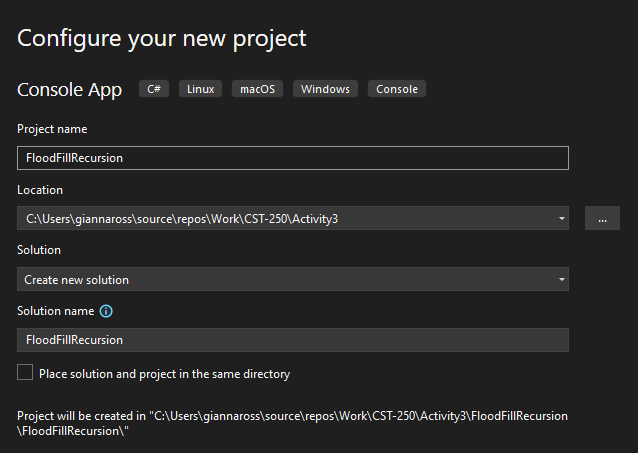 Configure your new project
Console App C# Linux macOS Windows Console
Project name
FloodFillRecursion
Location
C:\Users\giannaross\source\repos\Work\CST-250\Activity3
...
Solution
Create new solution
Solution name
FloodFillRecursion
Place solution and project in the same directory
Project will be created in "C:\Users\giannaross\source\repos\Work\CST-250\Activity3\FloodFillRecursion
\FloodFillRecursion\"